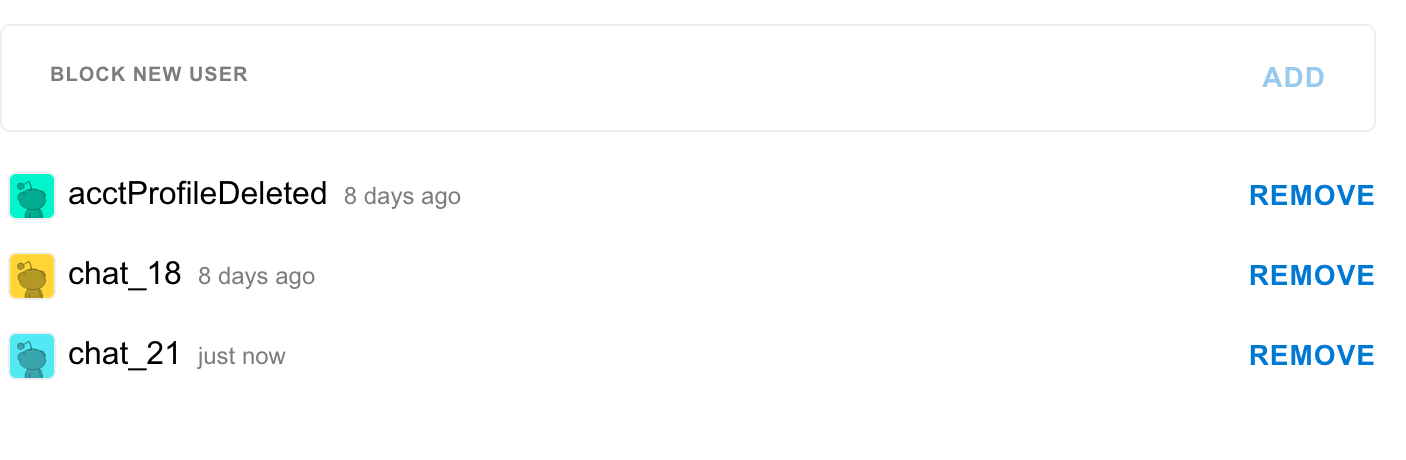 BLOCK NEW USER ADD
acctProfileDeleted 8 days ago REMOVE
chat_18 8 days ago REMOVE
chat_21 just now REMOVE